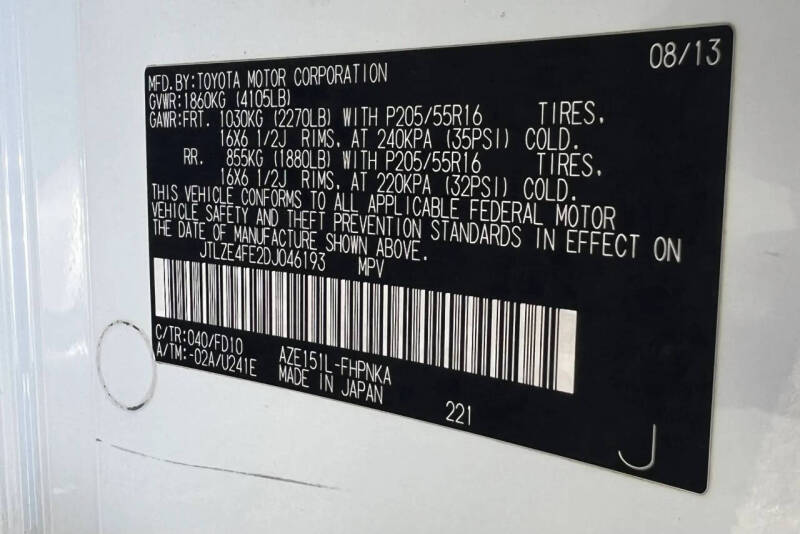 08/13
MFD.BY:TOYOTA MOTOR CORPORATION
GVWR:1860KG (4105LB)
GAWR:FRT. 1030KG (2270LB) WITH P205/55R16 TIRES,
16X6 1/2J RIMS, AT 240KPA (35PSI) COLD.
RR. 855KG (1880LB) WITH P205/55R16 TIRES,
16X6 1/2J RIMS, AT 220KPA (32PSI) COLD.
THIS VEHICLE CONFORMS TO ALL APPLICABLE FEDERAL MOTOR
VEHICLE SAFETY AND THEFT PREVENTION STANDARDS IN EFFECT ON
THE DATE OF MANUFACTURE SHOWN ABOVE.
JTLZE4FE2DJ046193 MPV
C/TR:040/FD10 AZE151L-FHPNKA
A/TM:-02A/U241E MADE IN JAPAN
221
J